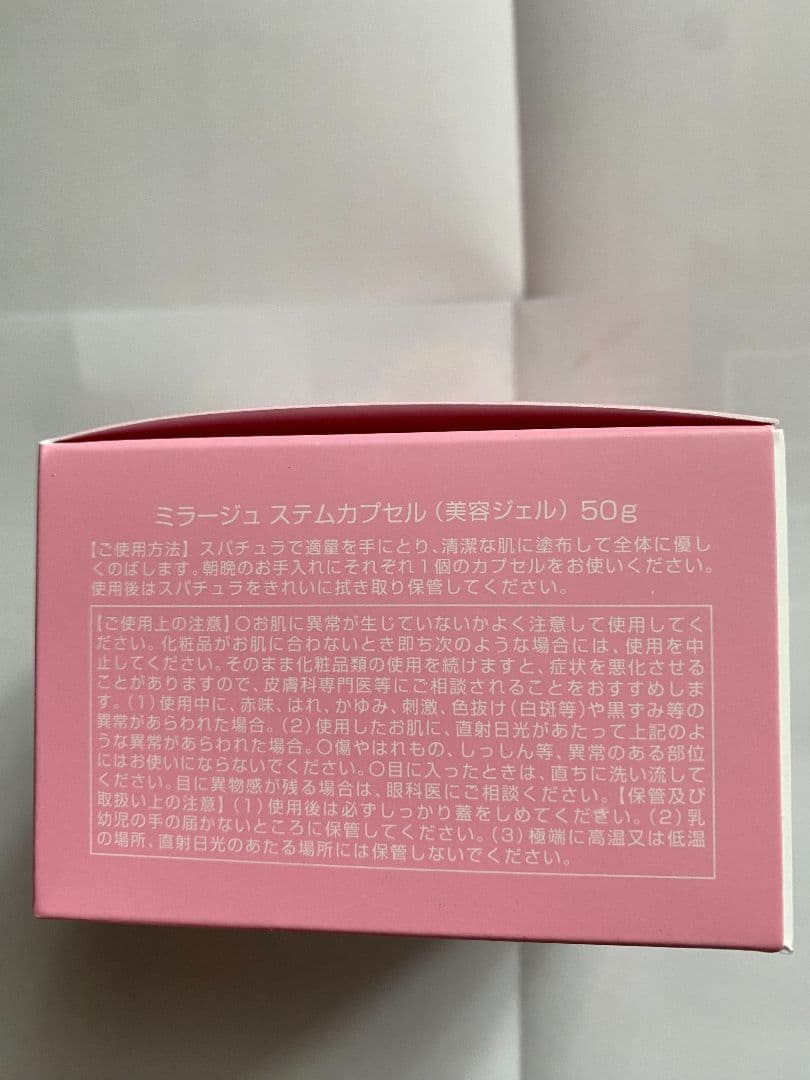 ミラージュ ステムカプセル（美容ジェル）50g
【ご使用方法】スパチュラで適量を手にとり、清潔な肌に塗布して全体に優し
くのばします。朝晩のお手入れにそれぞれ1個のカプセルをお使いください。
使用後はスパチュラをきれいに拭き取り保管してください。
【ご使用上の注意】○お肌に異常が生じていないかよく注意して使用してく
ださい。化粧品がお肌に合わないとき即ち次のような場合には、使用を中
止してください。そのまま化粧品類の使用を続けますと、症状を悪化させる
ことがありますので、皮膚科専門医等にご相談されることをおすすめしま
す。（1）使用中に、赤味、はれ、かゆみ、刺激、色抜け（白斑等）や黒ずみ等の
異常があらわれた場合。（2）使用したお肌に、直射日光があたって上記のよ
うな異常があらわれた場合。○傷やはれもの、しっしん等、異常のある部位
にはお使いにならないでください。○目に入ったときは、直ちに洗い流して
ください。目に異物感が残る場合は、眼科医にご相談ください。【保管及び
取扱い上の注意】（1）使用後は必ずしっかり蓋をしめてください。（2）乳
幼児の手の届かないところに保管してください。（3）極端に高温又は低温
の場所、直射日光のあたる場所には保管しないでください。